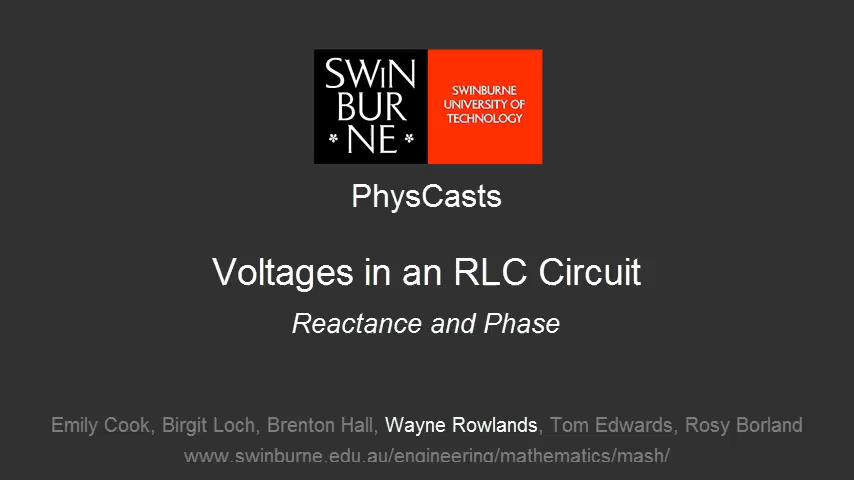 SWiN
BUR
* NE *
SWINBURNE
UNIVERSITY OF
TECHNOLOGY
PhysCasts
Voltages in an RLC Circuit
Reactance and Phase
Emily Cook, Birgit Loch, Brenton Hall, Wayne Rowlands, Tom Edwards, Rosy Borland
www.swinburne.edu.au/engineering/mathematics/mash/